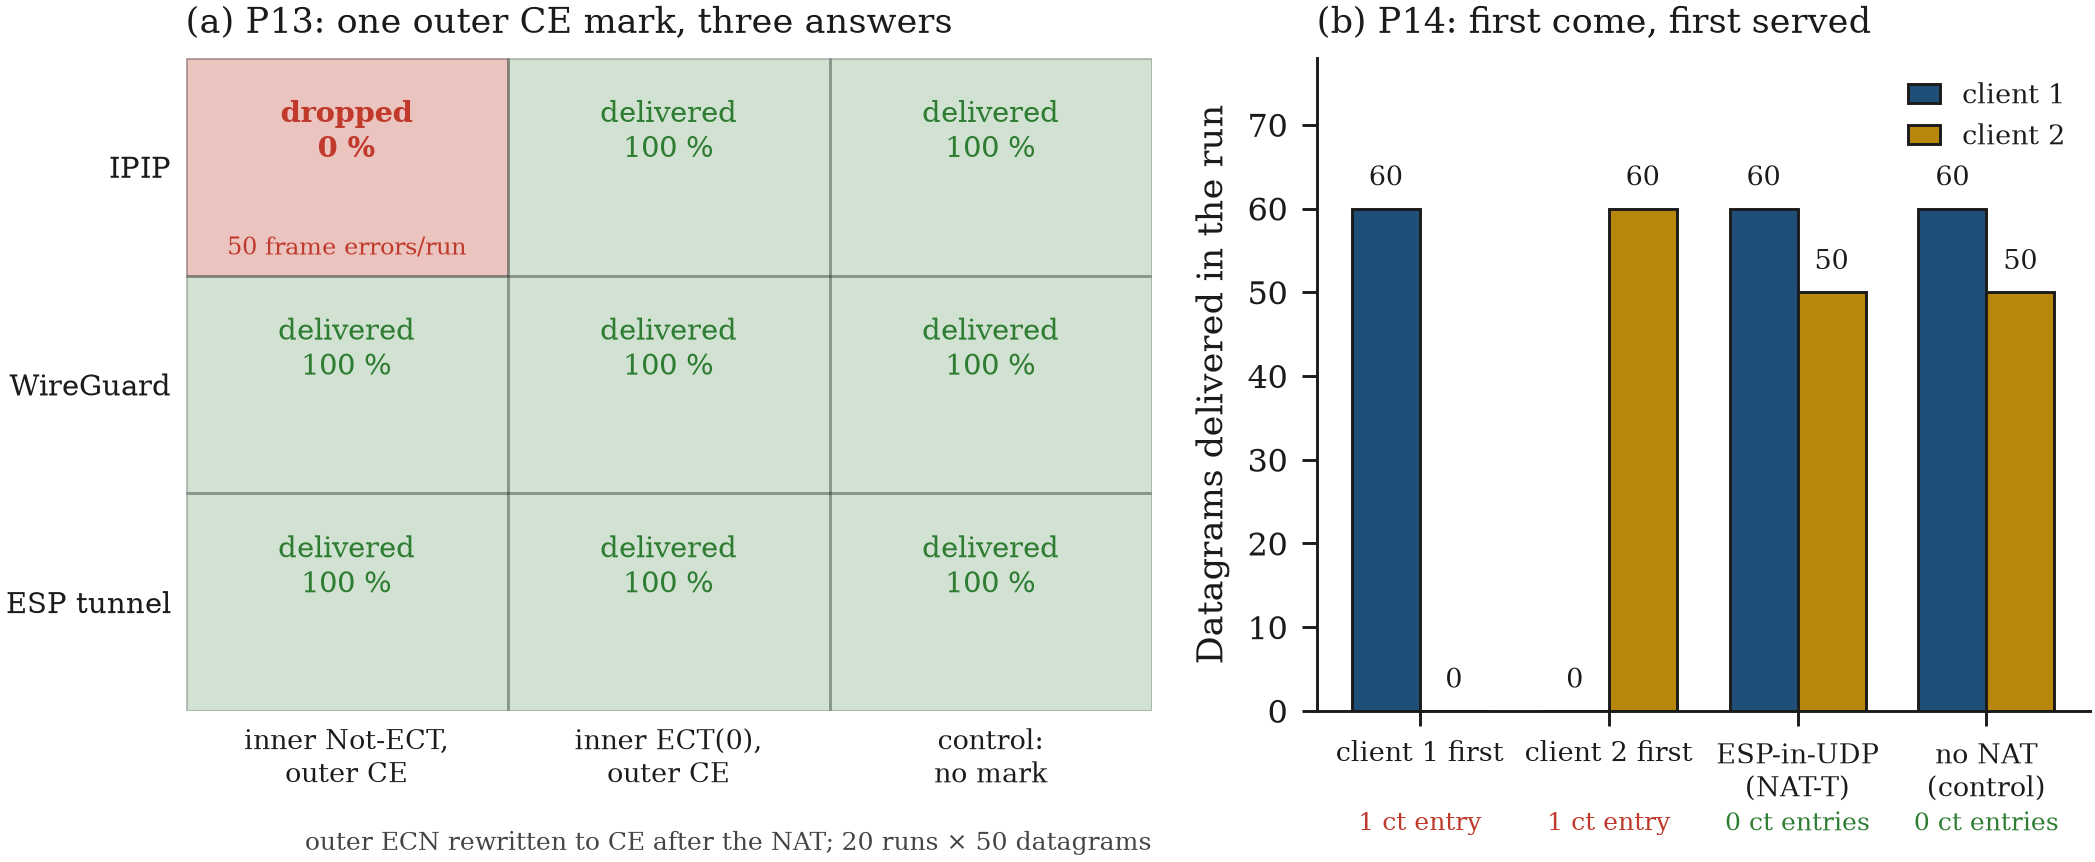 (a) P13: one outer CE mark, three answers
dropped
0 %
50 frame errors/run
delivered
100 %
delivered
100 %
IPIP
delivered
100 %
delivered
100 %
delivered
100 %
WireGuard
delivered
100 %
delivered
100 %
delivered
100 %
ESP tunnel
inner Not-ECT,
outer CE
inner ECT(0),
outer CE
control:
no mark
outer ECN rewritten to CE after the NAT; 20 runs × 50 datagrams
(b) P14: first come, first served
client 1
client 2
Datagrams delivered in the run
70
60
50
40
30
20
10
0
60
0
0
60
60
50
60
50
client 1 first
client 2 first
ESP-in-UDP
(NAT-T)
no NAT
(control)
1 ct entry
1 ct entry
0 ct entries
0 ct entries